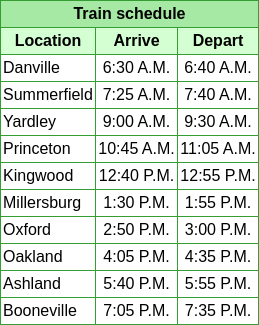 Train schedule
Location Arrive Depart
Danville 6:30 A.M. 6:40 A.M.
Summerfield 7:25 A.M. 7:40 A.M.
Yardley 9:00 A.M. 9:30 A.M.
Princeton 10:45 A.M. 11:05 A.M.
Kingwood 12:40 P.M. 12:55 P.M.
Millersburg 1:30 P.M. 1:55 P.M.
Oxford 2:50 P.M. 3:00 P.M.
Oakland 4:05 P.M. 4:35 P.M.
Ashland 5:40 P.M. 5:55 P.M.
Booneville 7:05 P.M. 7:35 P.M.